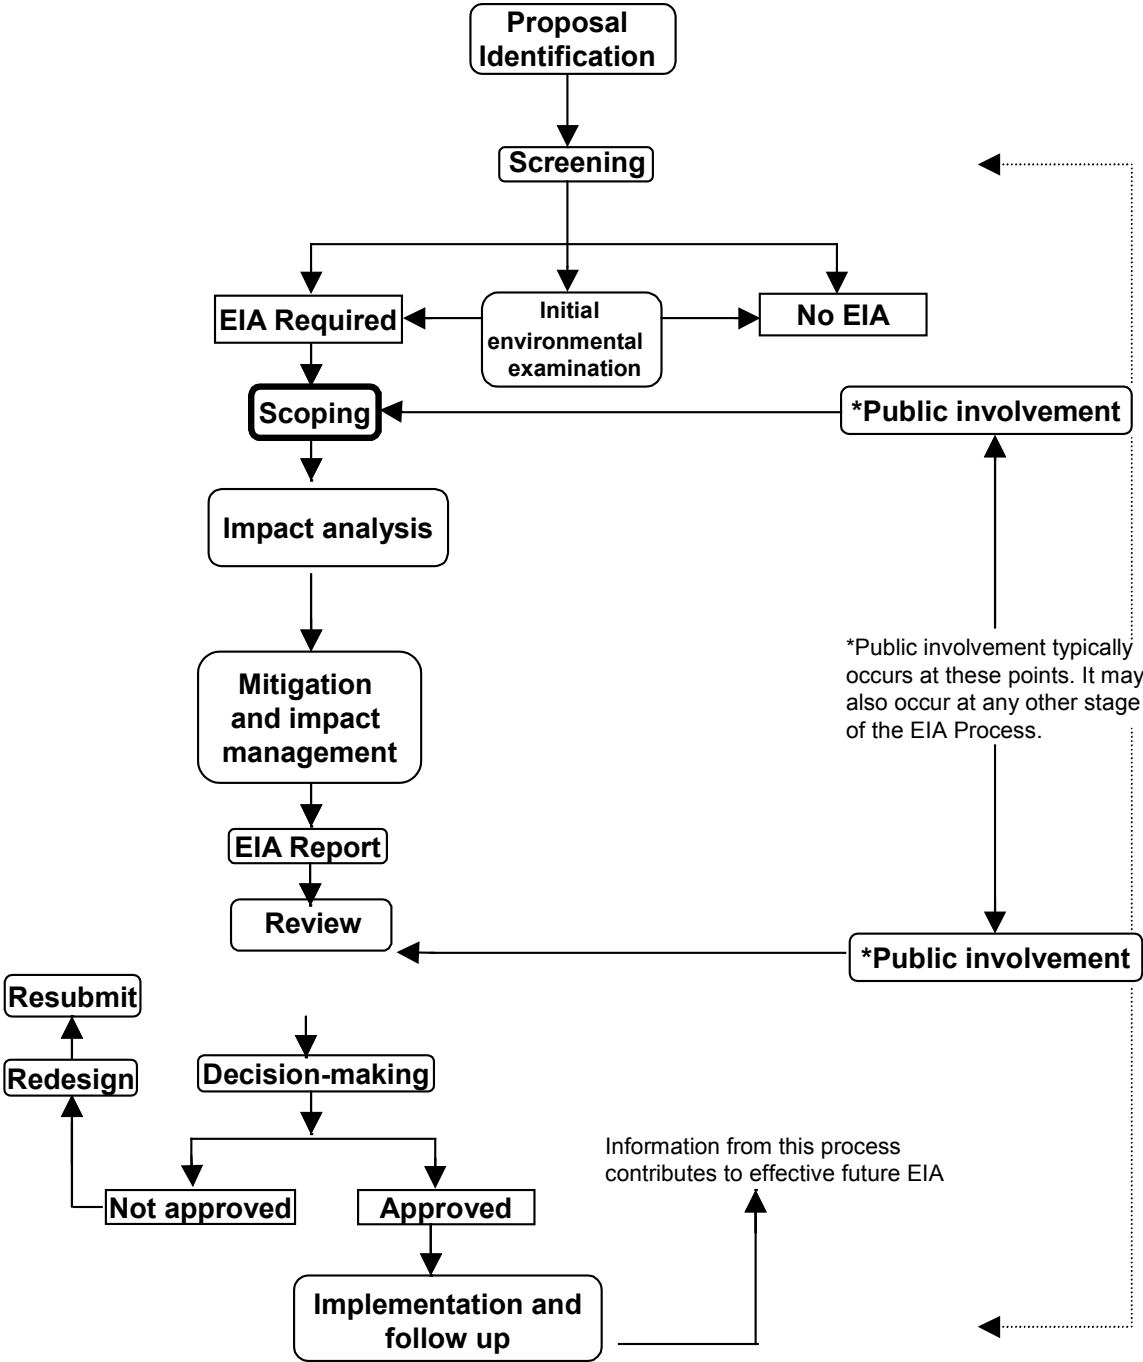 Proposal
Identification
Screening
EIA Required
Initial
environmental
examination
No EIA
Scoping
*Public involvement
Impact analysis
*Public involvement typically
occurs at these points. It may
also occur at any other stage
of the EIA Process.
Mitigation
and impact
management
EIA Report
Review
*Public involvement
Resubmit
Redesign
Decision-making
Information from this process
contributes to effective future EIA
Not approved
Approved
Implementation and
follow up